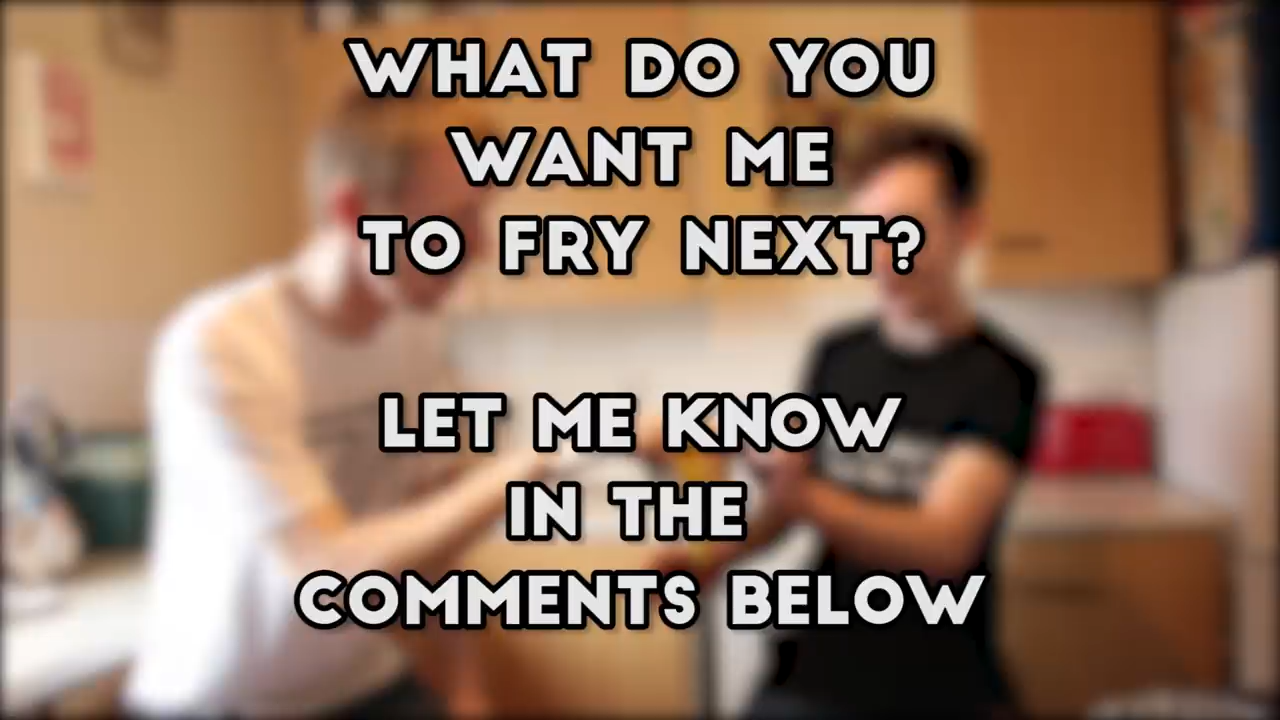 WHAT DO YOU
WANT ME
TO FRY NEXT?
LET ME KNOW
IN THE
COMMENTS BELOW